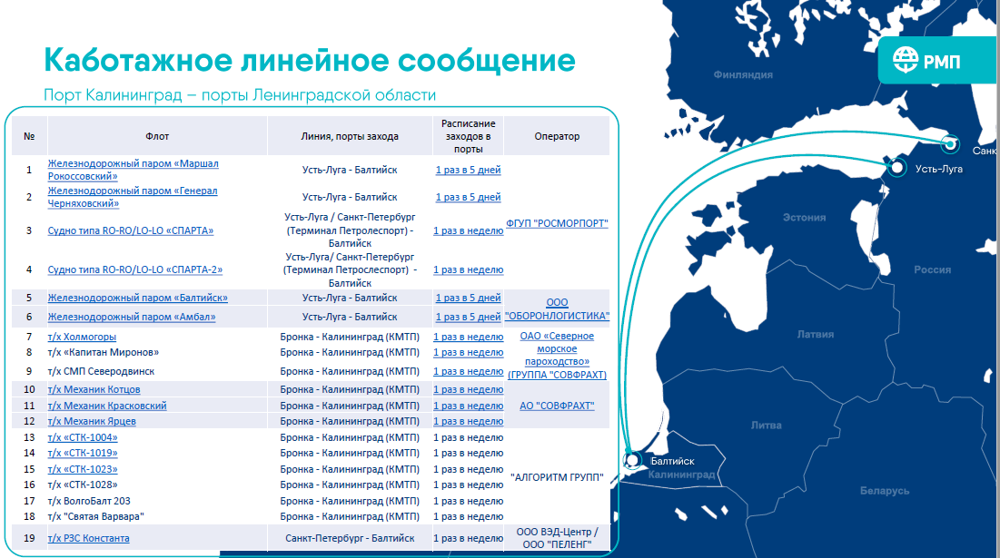 Каботажное линейное сообщение
Порт Калининград – порты Ленинградской области
РМП
№ Флот Линия, порты захода Расписание заходов в порты Оператор
1 Железнодорожный паром «Маршал Рокоссовский» Усть-Луга - Балтийск 1 раз в 5 дней
2 Железнодорожный паром «Генерал Черняховский» Усть-Луга - Балтийск 1 раз в 5 дней
3 Судно типа RO-RO/LO-LO «СПАРТА» Усть-Луга / Санкт-Петербург (Терминал Петролеспорт) - Балтийск 1 раз в неделю
ФГУП "РОСМОРПОРТ"
4 Судно типа RO-RO/LO-LO «СПАРТА-2» Усть-Луга/ Санкт-Петербург (Терминал Петрослеспорт) - Балтийск 1 раз в неделю
5 Железнодорожный паром «Балтийск» Усть-Луга - Балтийск 1 раз в 5 дней
6 Железнодорожный паром «Амбал» Усть-Луга - Балтийск 1 раз в 5 дней
ООО "ОБОРОНЛОГИСТИКА"
7 т/х Холмогоры Бронка - Калининград (КМТП) 1 раз в неделю
8 т/х «Капитан Миронов» Бронка - Калининград (КМТП) 1 раз в неделю
9 т/х СМП Северодвинск Бронка - Калининград (КМТП) 1 раз в неделю
ОАО «Северное морское пароходство» (ГРУППА "СОВФРАХТ)
10 т/х Механик Котцов Бронка - Калининград (КМТП) 1 раз в неделю
11 т/х Механик Красковский Бронка - Калининград (КМТП) 1 раз в неделю АО "СОВФРАХТ"
12 т/х Механик Ярцев Бронка - Калининград (КМТП) 1 раз в неделю
13 т/х «СТК-1004» Бронка - Калининград (КМТП) 1 раз в неделю
14 т/х «СТК-1019» Бронка - Калининград (КМТП) 1 раз в неделю
15 т/х «СТК-1023» Бронка - Калининград (КМТП) 1 раз в неделю
"АЛГОРИТМ ГРУПП"
16 т/х «СТК-1028» Бронка - Калининград (КМТП) 1 раз в неделю
17 т/х ВолгоБалт 203 Бронка - Калининград (КМТП) 1 раз в неделю
18 т/х "Святая Варвара" Бронка - Калининград (КМТП) 1 раз в неделю
19 т/х РЗС Константа Санкт-Петербург - Балтийск 1 раз в неделю ООО ВЭД-Центр / ООО "ПЕЛЕНГ"
Финляндия
Санк
Усть-Луга
Эстония
Россия
Латвия
Литва
Балтийск
Калининград
Беларусь